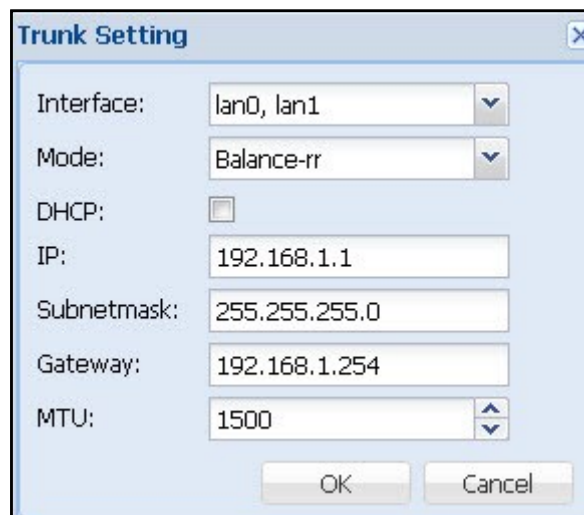 Trunk Setting
Interface: lan0, lan1
Mode: Balance-rr
DHCP:
IP: 192.168.1.1
Subnetmask: 255.255.255.0
Gateway: 192.168.1.254
MTU: 1500
OK Cancel